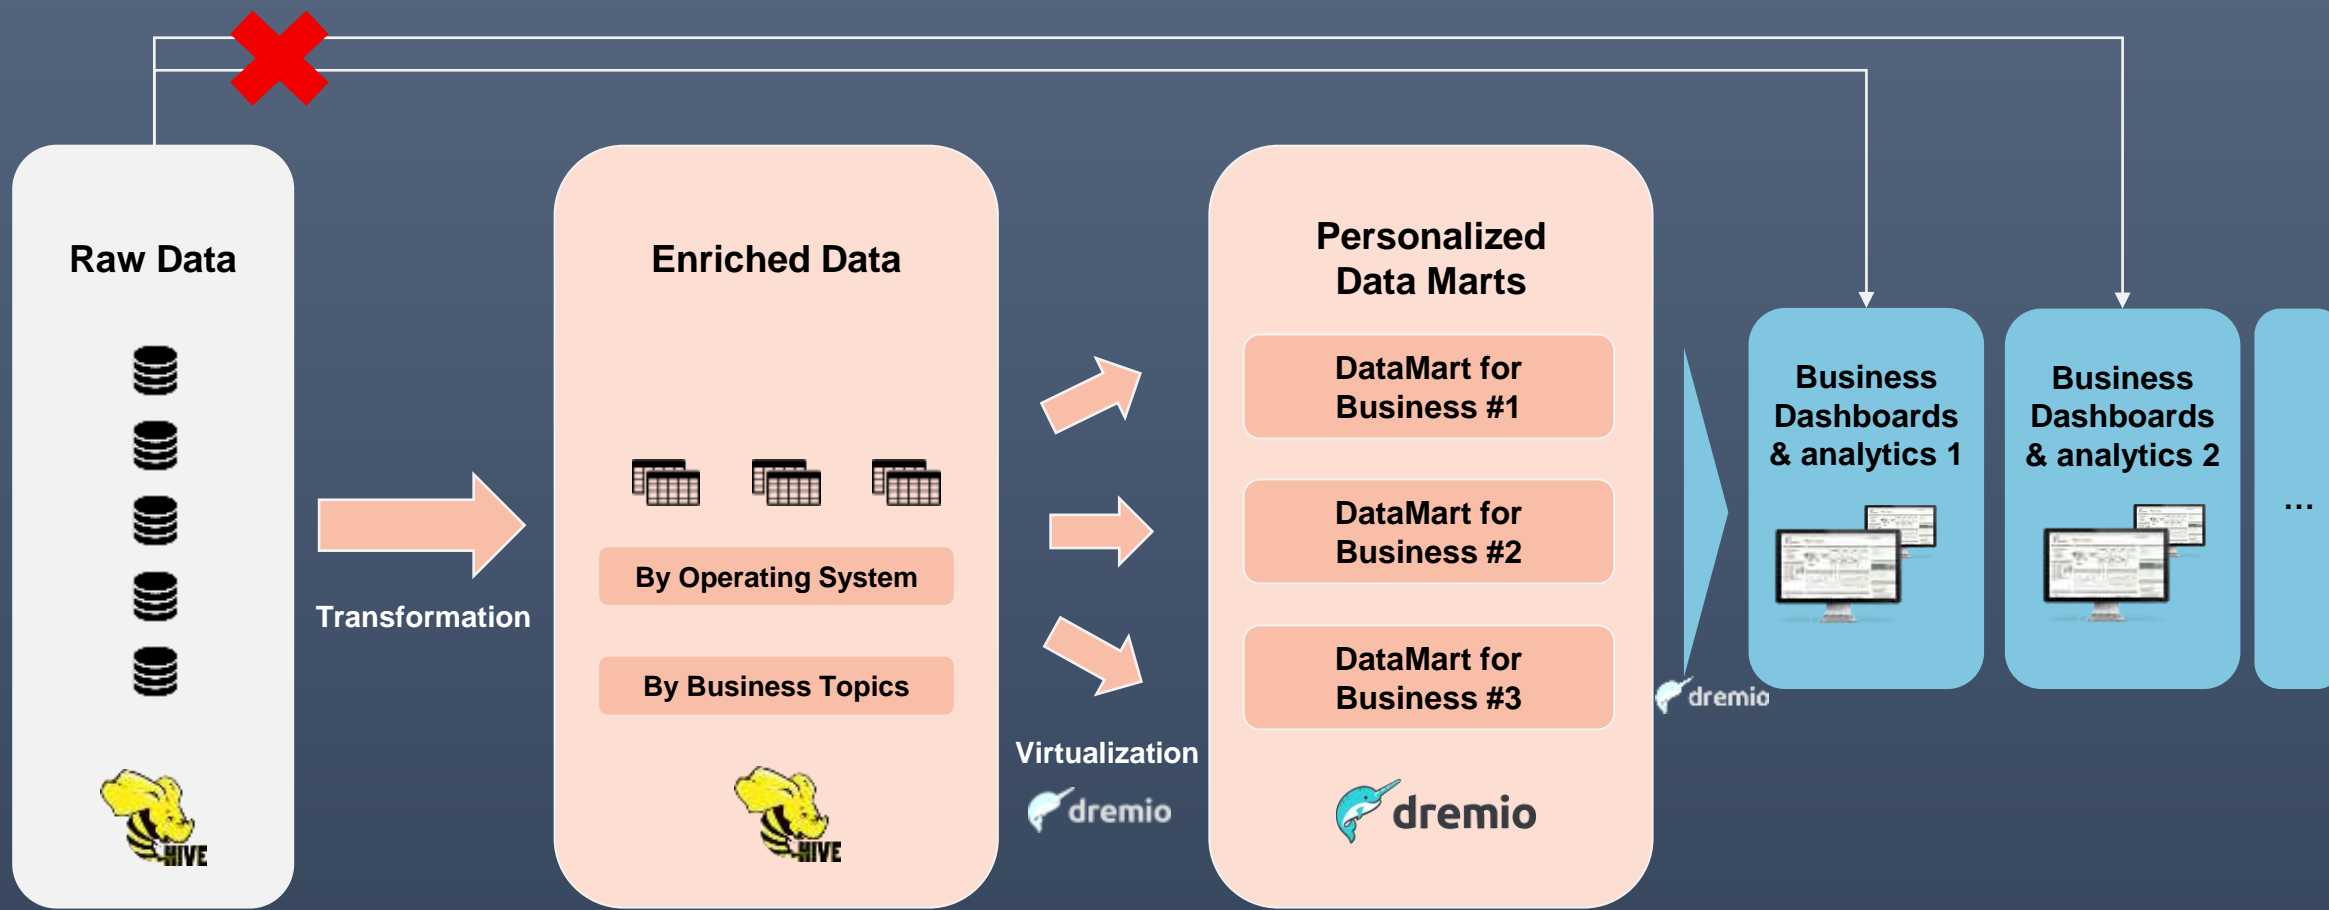 Raw Data
HIVE
Transformation
Enriched Data
By Operating System
By Business Topics
HIVE
Virtualization
dremio
Personalized
Data Marts
DataMart for
Business #1
DataMart for
Business #2
DataMart for
Business #3
dremio
dremio
Business
Dashboards
& analytics 1
Business
Dashboards
& analytics 2
...